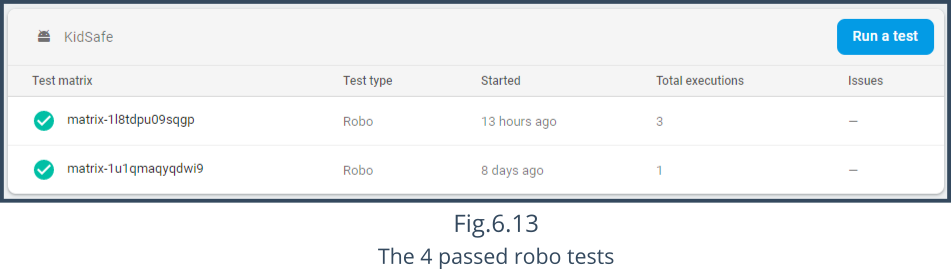 KidSafe
Run a test
Test matrix Test type Started Total executions Issues
matrix-1l8tdpu09sqgp Robo 13 hours ago 3 —
matrix-1u1qmaqyqdwi9 Robo 8 days ago 1 —
Fig.6.13
The 4 passed robo tests